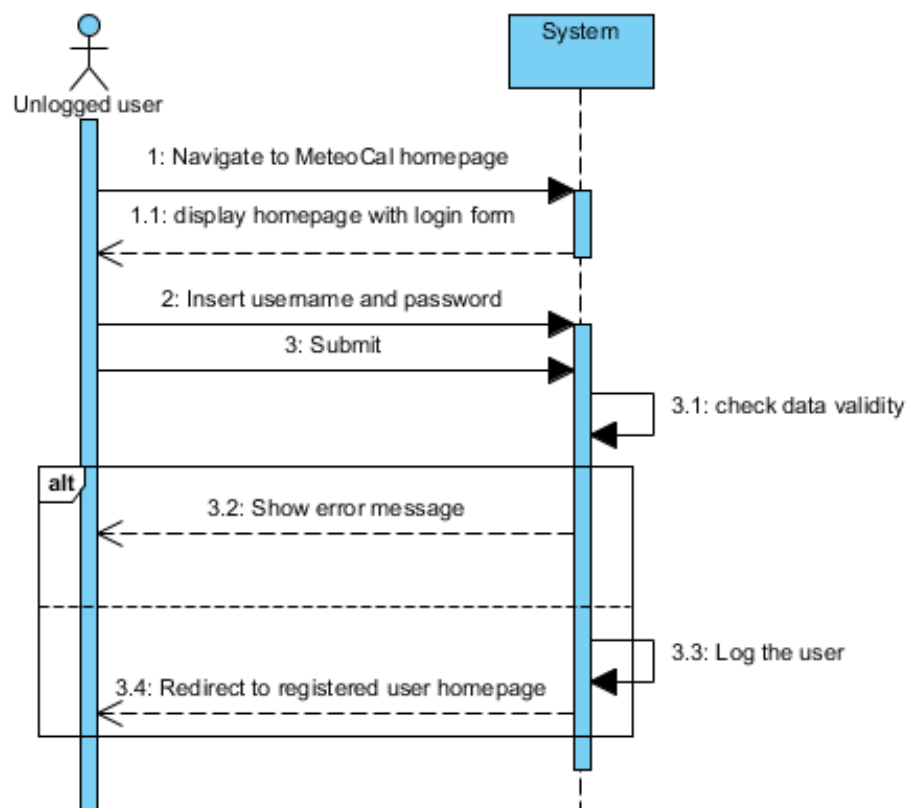 System
Unlogged user
1: Navigate to MeteoCal homepage
1.1: display homepage with login form
2: Insert username and password
3: Submit
3.1: check data validity
alt
3.2: Show error message
3.3: Log the user
3.4: Redirect to registered user homepage